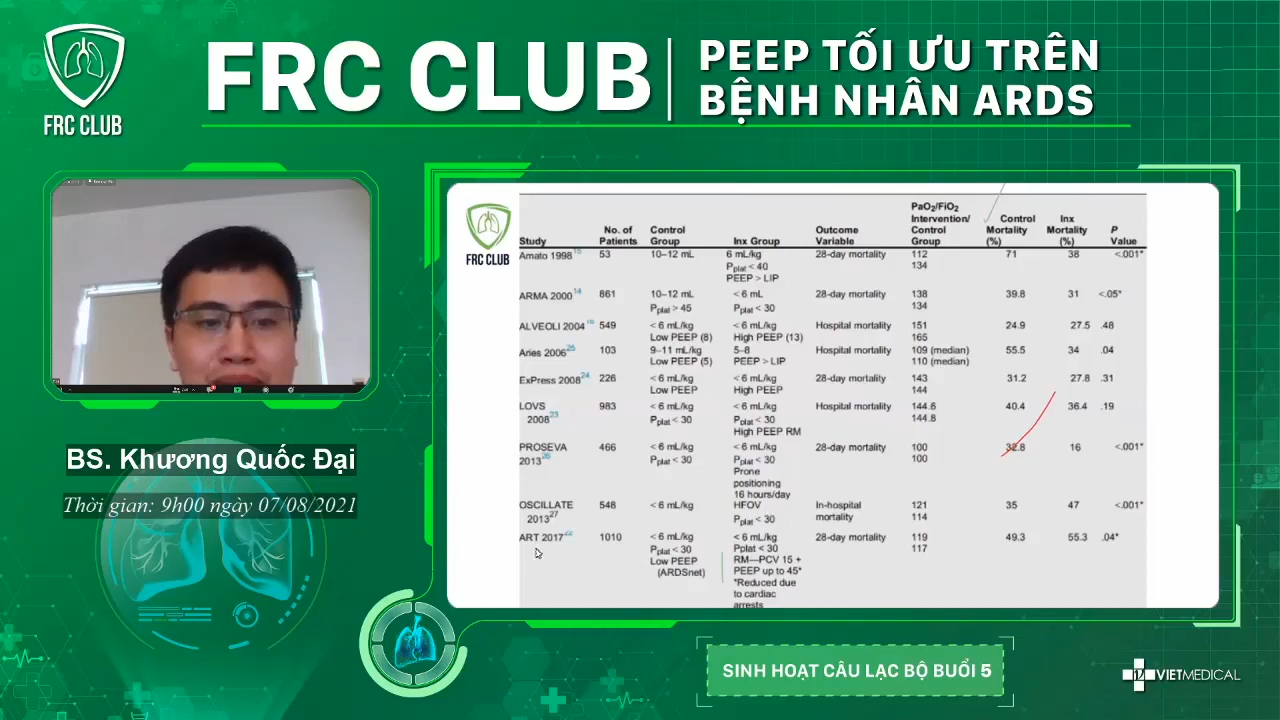 FRC CLUB
FRC CLUB
PEEP TỐI ƯU TRÊN
BỆNH NHÂN ARDS
BS. Khương Quốc Đại
Thời gian: 9h00 ngày 07/08/2021
FRC CLUB
Study No. of Patients Control Group Inx Group Outcome Variable PaO2/FiO2 Intervention/ Control Group Control Mortality (%) Inx Mortality (%) P Value
Amato 1998 53 10–12 mL 6 mL/kg 28-day mortality 112 71 38 <.001*
Pplat < 40 134
PEEP > LIP
ARMA 2000 14 861 10–12 mL < 6 mL 28-day mortality 138 39.8 31 <.05*
Pplat > 45 Pplat < 30 134
ALVEOLI 2004 549 < 6 mL/kg < 6 mL/kg Hospital mortality 151 24.9 27.5 .48
Low PEEP (8) High PEEP (13) 165
Aries 2006 25 103 9–11 mL/kg 5–8 Hospital mortality 109 (median) 55.5 34 .04
Low PEEP (5) PEEP > LIP 110 (median)
ExPress 2008 24 226 < 6 mL/kg < 6 mL/kg 28-day mortality 143 31.2 27.8 .31
Low PEEP High PEEP 144
LOVS 983 < 6 mL/kg < 6 mL/kg Hospital mortality 144.6 40.4 36.4 .19
2008 23 Pplat < 30 Pplat < 30 144.8
High PEEP RM
PROSEVA 466 < 6 mL/kg < 6 mL/kg 28-day mortality 100 32.8 16 <.001*
2013 26 Pplat < 30 Pplat < 30 100
Prone
positioning
16 hours/day
OSCILLATE 548 < 6 mL/kg HFOV In-hospital 121 35 47 <.001*
2013 27 Pplat < 30 mortality 114
ART 2017 22 1010 < 6 mL/kg < 6 mL/kg 28-day mortality 119 49.3 55.3 .04*
Pplat < 30 Pplat < 30 117
Low PEEP RM—PCV 15 +
(ARDSnet) PEEP up to 45*
*Reduced due
to cardiac
arrests
SINH HOẠT CÂU LẠC BỘ BUỔI 5
VIETMEDICAL